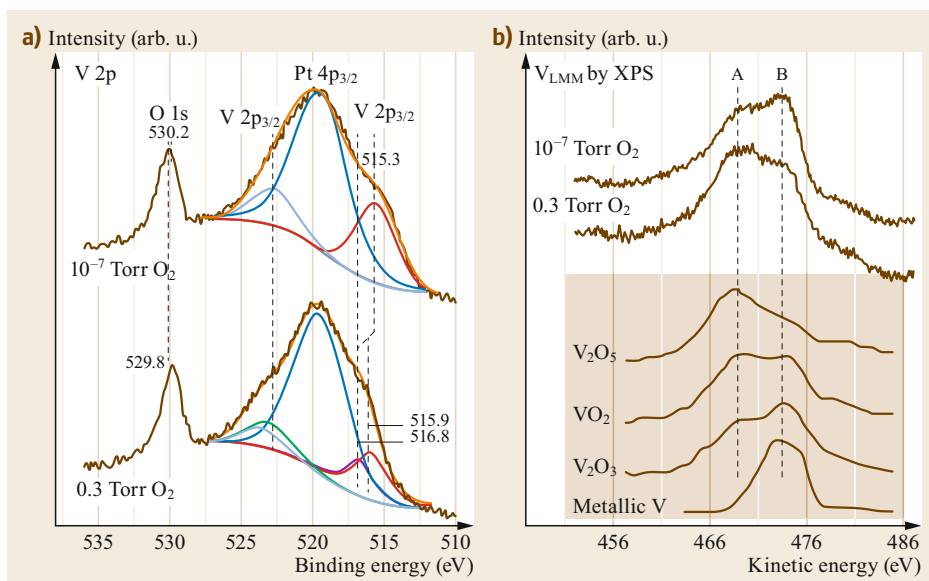 a) Intensity (arb. u.)
V 2p
Pt 4p3/2
O 1s
530.2
V 2p3/2
V 2p3/2
515.3
10−7 Torr O2
529.8
515.9
516.8
0.3 Torr O2
535 530 525 520 515 510
Binding energy (eV)
b) Intensity (arb. u.)
VLMM by XPS
A B
10−7 Torr O2
0.3 Torr O2
V2O5
VO2
V2O3
Metallic V
456 466 476 486
Kinetic energy (eV)